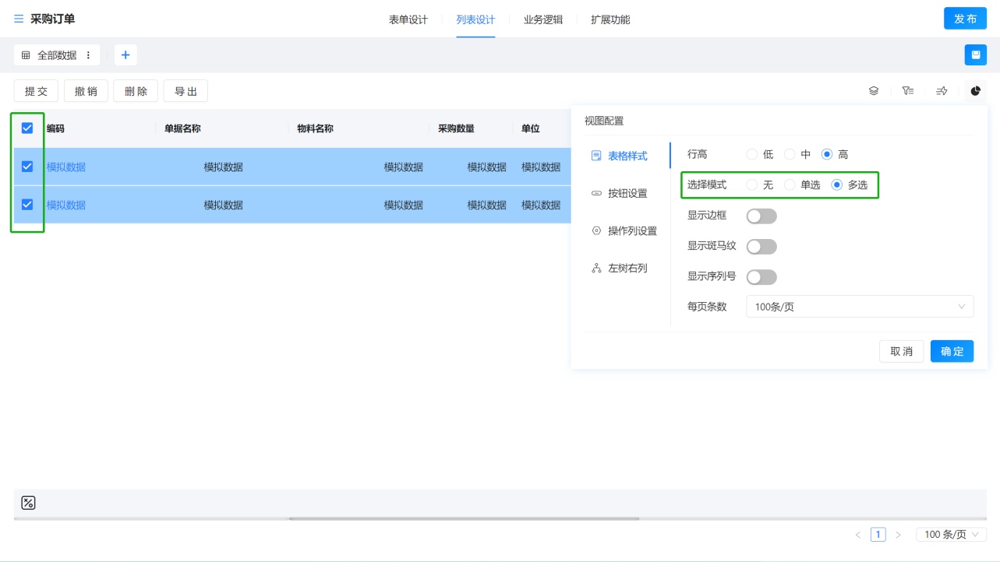 采购订单
表单设计 列表设计 业务逻辑 扩展功能 发布
全部数据
提交 撤销 删除 导出
编码 单据名称 物料名称 采购数量 单位
模拟数据 模拟数据 模拟数据 模拟数据 模拟数据
模拟数据 模拟数据 模拟数据 模拟数据 模拟数据
视图配置
表格样式
按钮设置
操作列设置
左树右列
行高 低 中 高
选择模式 无 单选 多选
显示边框
显示斑马纹
显示序列号
每页条数 100条/页
取消 确定
1 100 条/页